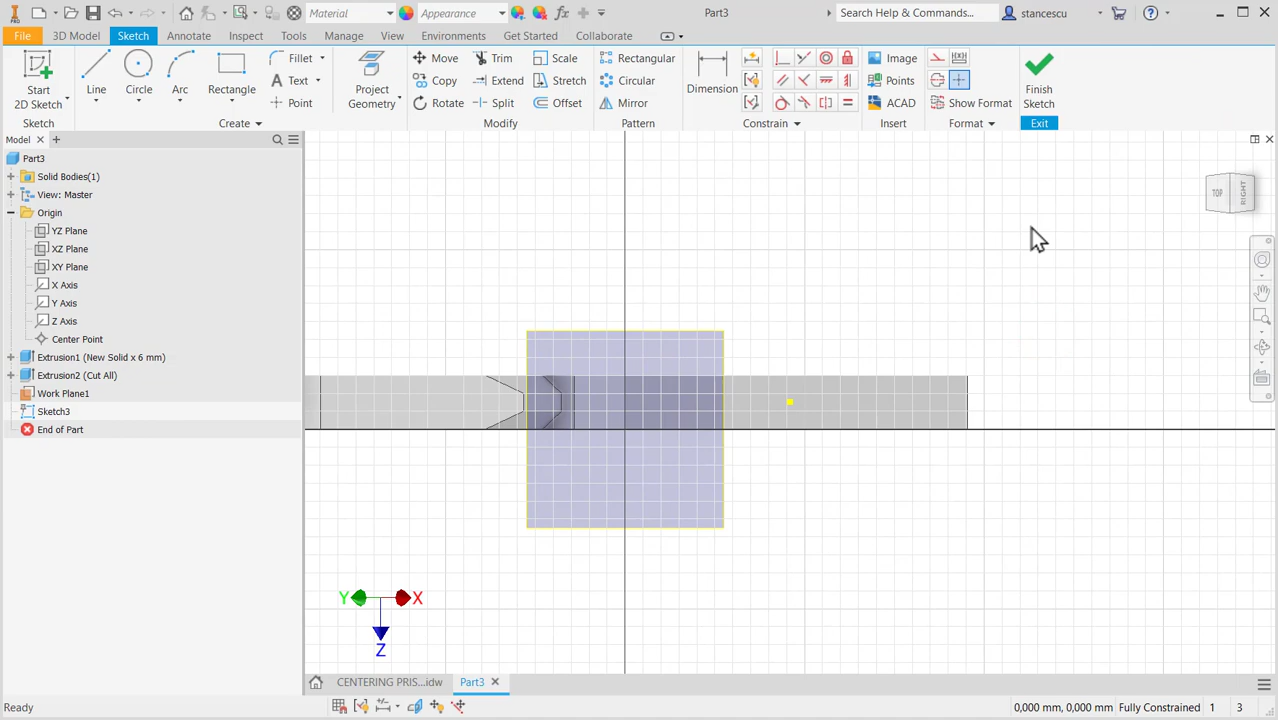 PRO
Material
Appearance
fx
Part3
Search Help & Commands...
stancescu
File
3D Model
Sketch
Annotate
Inspect
Tools
Manage
View
Environments
Get Started
Collaborate
Start
2D Sketch
Line
Circle
Arc
Rectangle
Fillet
Text
Point
Project
Geometry
Move
Copy
Rotate
Trim
Extend
Split
Scale
Stretch
Offset
Rectangular
Circular
Mirror
Dimension
Image
Points
ACAD
Show Format
Finish
Sketch
Sketch
Create
Modify
Pattern
Constrain
Insert
Format
Exit
Model
Part3
Solid Bodies(1)
View: Master
Origin
YZ Plane
XZ Plane
XY Plane
X Axis
Y Axis
Z Axis
Center Point
Extrusion1 (New Solid x 6 mm)
Extrusion2 (Cut All)
Work Plane1
Sketch3
End of Part
TOP
RIGHT
Y
X
Z
CENTERING PRIS....idw
Part3
Ready
0,000 mm, 0,000 mm
Fully Constrained
1
3